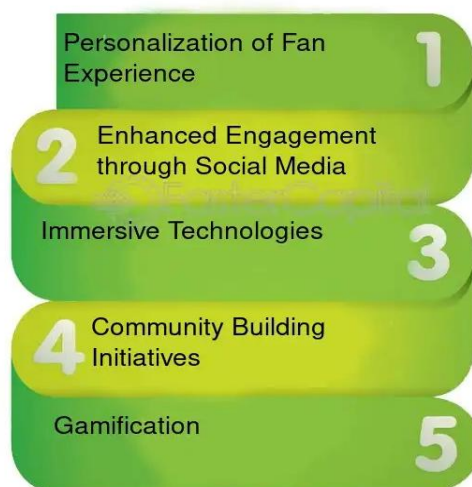 Personalization of Fan
Experience
1
2
Enhanced Engagement
through Social Media
Immersive Technologies
3
4
Community Building
Initiatives
Gamification
5